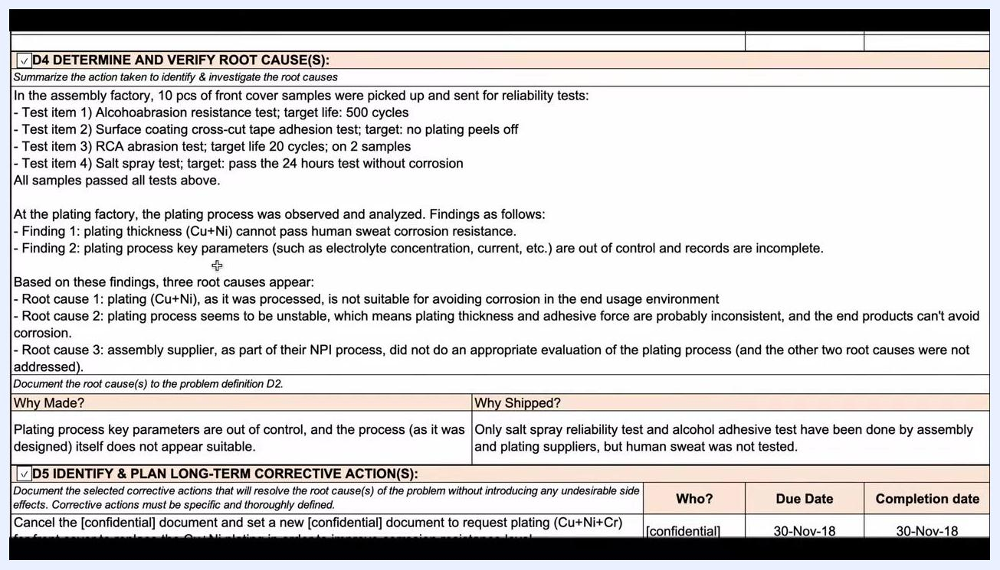 D4 DETERMINE AND VERIFY ROOT CAUSE(S):
Summarize the action taken to identify & investigate the root causes
In the assembly factory, 10 pcs of front cover samples were picked up and sent for reliability tests:
- Test item 1) Alcohoabrasion resistance test; target life: 500 cycles
- Test item 2) Surface coating cross-cut tape adhesion test; target: no plating peels off
- Test item 3) RCA abrasion test; target life 20 cycles; on 2 samples
- Test item 4) Salt spray test; target: pass the 24 hours test without corrosion
All samples passed all tests above.
At the plating factory, the plating process was observed and analyzed. Findings as follows:
- Finding 1: plating thickness (Cu+Ni) cannot pass human sweat corrosion resistance.
- Finding 2: plating process key parameters (such as electrolyte concentration, current, etc.) are out of control and records are incomplete.
Based on these findings, three root causes appear:
- Root cause 1: plating (Cu+Ni), as it was processed, is not suitable for avoiding corrosion in the end usage environment
- Root cause 2: plating process seems to be unstable, which means plating thickness and adhesive force are probably inconsistent, and the end products can't avoid
corrosion.
- Root cause 3: assembly supplier, as part of their NPI process, did not do an appropriate evaluation of the plating process (and the other two root causes were not
addressed).
Document the root cause(s) to the problem definition D2.
Why Made?
Why Shipped?
Plating process key parameters are out of control, and the process (as it was
designed) itself does not appear suitable.
Only salt spray reliability test and alcohol adhesive test have been done by assembly
and plating suppliers, but human sweat was not tested.
D5 IDENTIFY & PLAN LONG-TERM CORRECTIVE ACTION(S):
Document the selected corrective actions that will resolve the root cause(s) of the problem without introducing any undesirable side
effects. Corrective actions must be specific and thoroughly defined.
Who?
Due Date
Completion date
Cancel the [confidential] document and set a new [confidential] document to request plating (Cu+Ni+Cr)
[confidential]
30-Nov-18
30-Nov-18